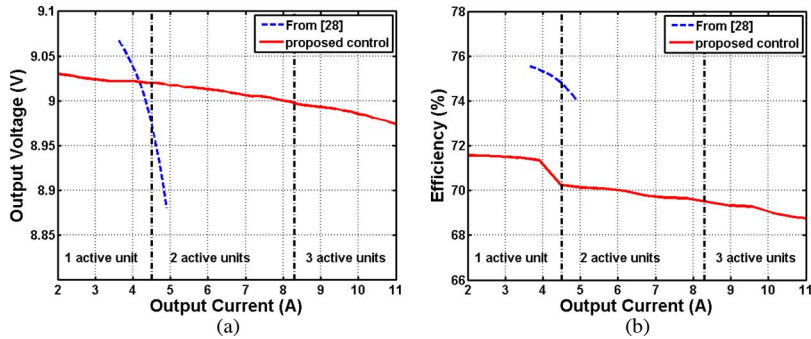 9.1
9.05
9
8.95
8.9
8.85
Output Voltage (V)
From [28]
proposed control
1 active unit
2 active units
3 active units
2 3 4 5 6 7 8 9 10 11
Output Current (A)
(a)
78
76
74
72
70
68
66
Efficiency (%)
From [28]
proposed control
1 active unit
2 active units
3 active units
2 3 4 5 6 7 8 9 10 11
Output Current (A)
(b)